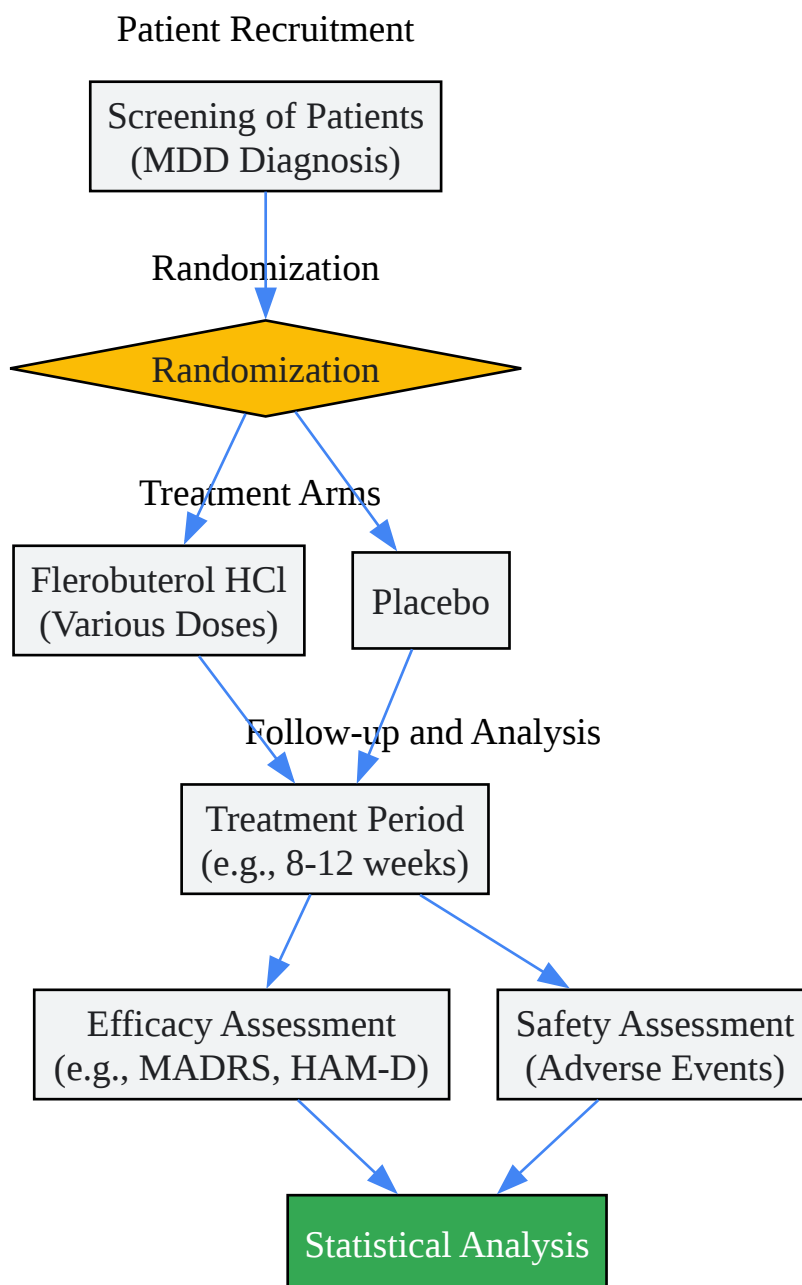 Patient Recruitment
Screening of Patients
(MDD Diagnosis)
Randomization
Randomization
Treatment Arms
Flerobuterol HCl
(Various Doses)
Placebo
Follow-up and Analysis
Treatment Period
(e.g., 8-12 weeks)
Efficacy Assessment
(e.g., MADRS, HAM-D)
Safety Assessment
(Adverse Events)
Statistical Analysis